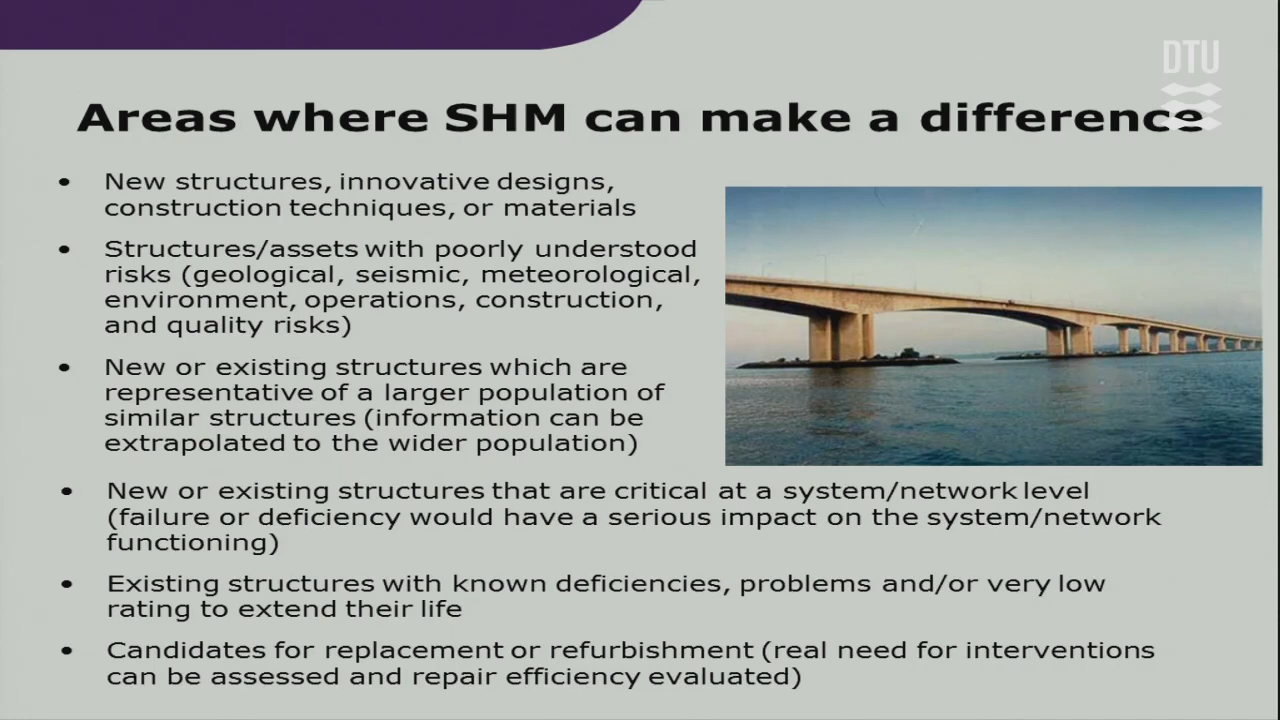 DTU
Areas where SHM can make a difference
• New structures, innovative designs,
construction techniques, or materials
• Structures/assets with poorly understood
risks (geological, seismic, meteorological,
environment, operations, construction,
and quality risks)
• New or existing structures which are
representative of a larger population of
similar structures (information can be
extrapolated to the wider population)
• New or existing structures that are critical at a system/network level
(failure or deficiency would have a serious impact on the system/network
functioning)
• Existing structures with known deficiencies, problems and/or very low
rating to extend their life
• Candidates for replacement or refurbishment (real need for interventions
can be assessed and repair efficiency evaluated)